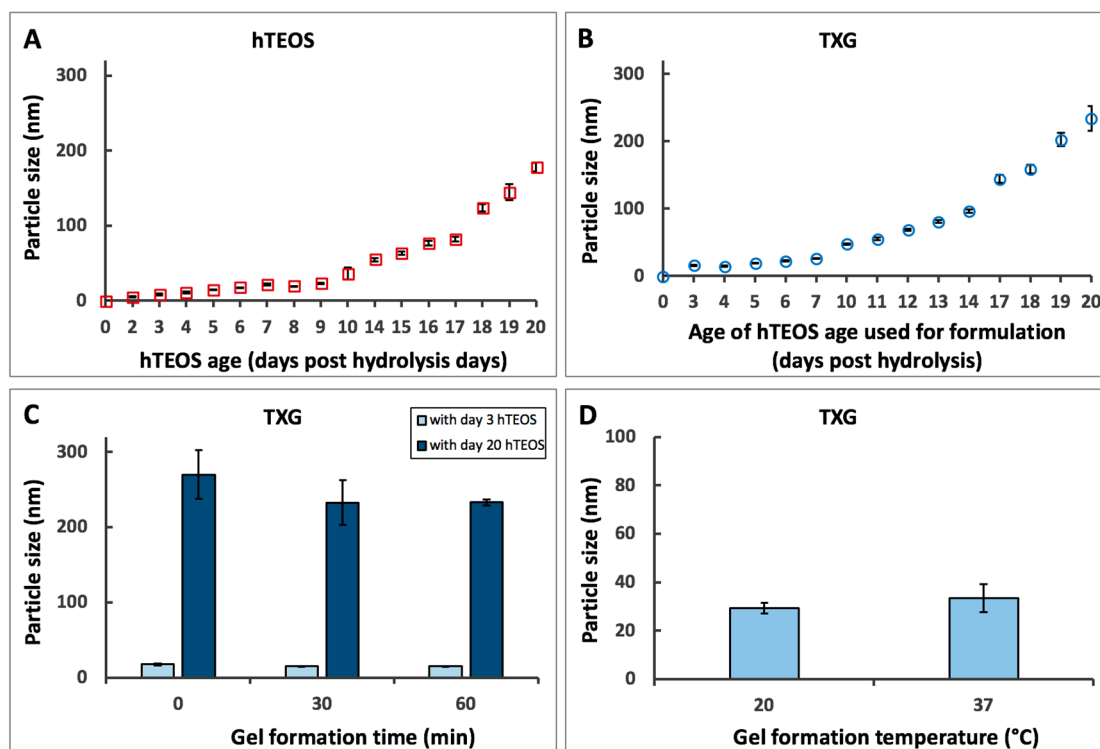 A
hTEOS
Particle size (nm)
300
200
100
0
0 2 3 4 5 6 7 8 9 10 14 15 16 17 18 19 20
hTEOS age (days post hydrolysis days)
B
TXG
Particle size (nm)
300
200
100
0
0 3 4 5 6 7 10 11 12 13 14 17 18 19 20
Age of hTEOS age used for formulation
(days post hydrolysis)
C
TXG
with day 3 hTEOS
with day 20 hTEOS
Particle size (nm)
300
200
100
0
0 30 60
Gel formation time (min)
D
TXG
Particle size (nm)
100
80
60
40
20
0
20 37
Gel formation temperature (°C)